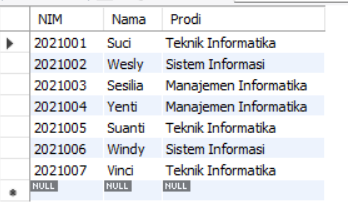 NIM Nama Prodi
2021001 Suci Teknik Informatika
2021002 Wesly Sistem Informasi
2021003 Sesilia Manajemen Informatika
2021004 Yenti Manajemen Informatika
2021005 Suanti Teknik Informatika
2021006 Windy Sistem Informasi
2021007 Vinci Teknik Informatika
NULL NULL NULL